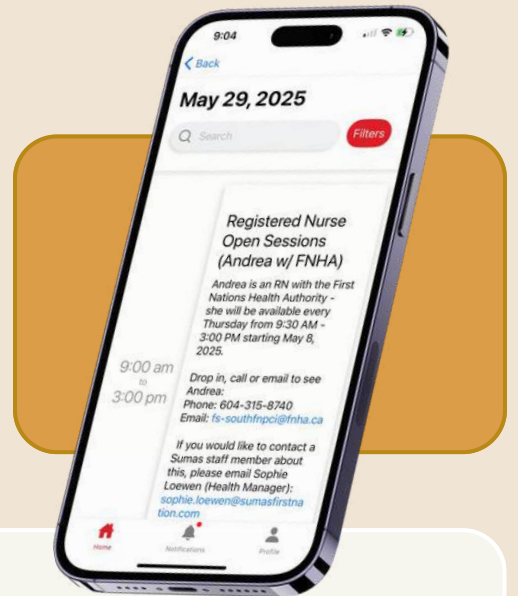 9:04
Back
May 29, 2025
Search
Filters
Registered Nurse
Open Sessions
(Andrea w/ FNHA)
Andrea is an RN with the First
Nations Health Authority -
she will be available every
Thursday from 9:30 AM -
3:00 PM starting May 8,
2025.
9:00 am
to
3:00 pm
Drop in, call or email to see
Andrea:
Phone: 604-315-8740
Email: fs-southfnpci@fnha.ca
If you would like to contact a
Sumas staff member about
this, please email Sophie
Loewen (Health Manager):
sophie.loewen@sumasfirstna
tion.com
Home
Notifications
Profile